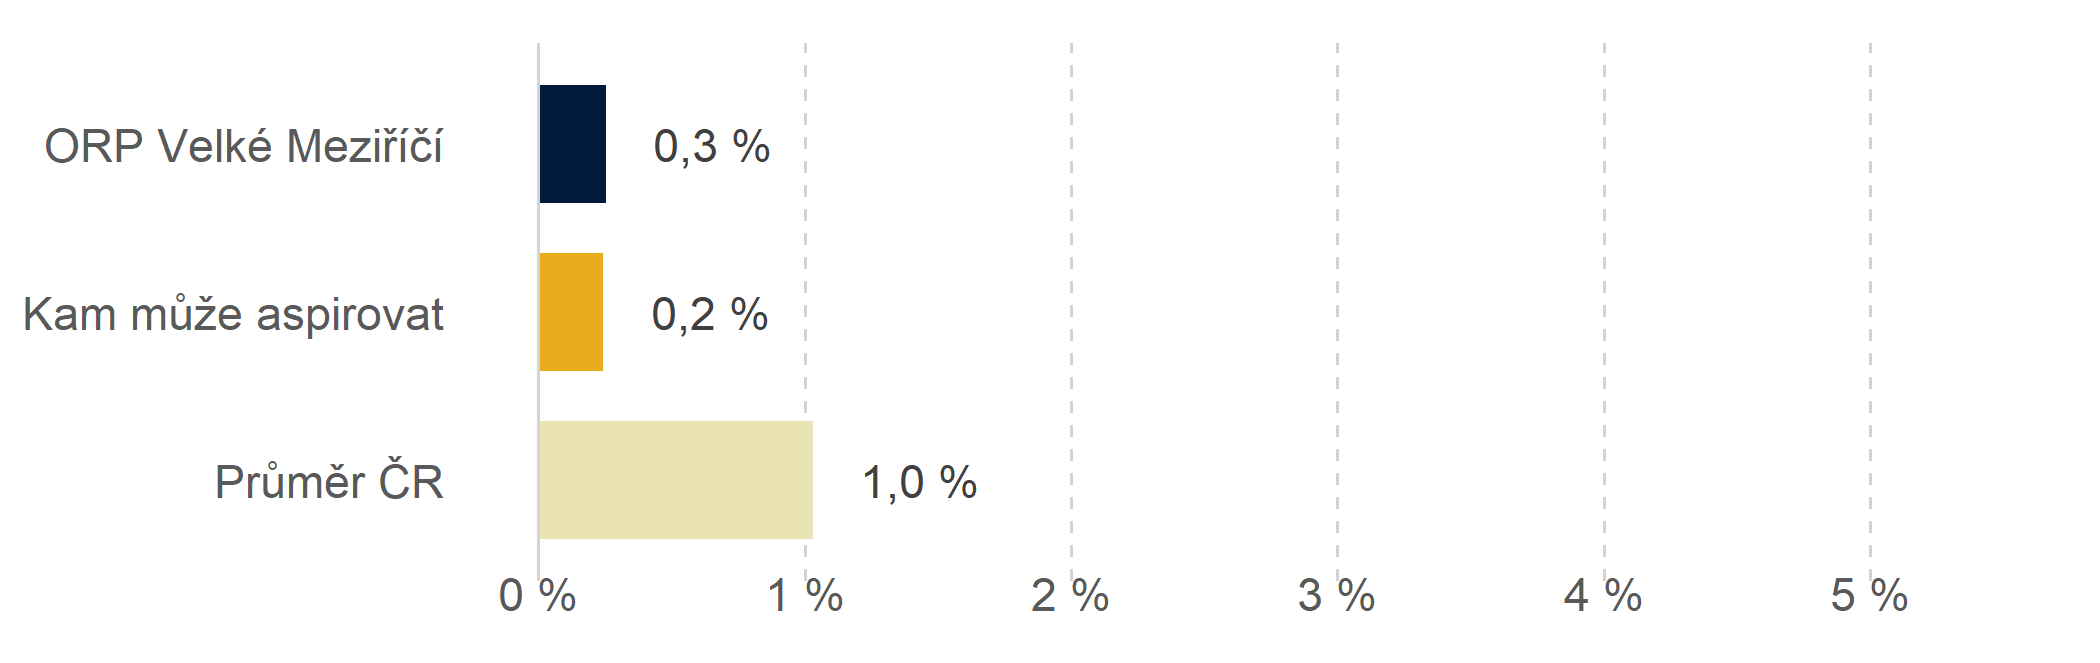 ORP Velké Meziříčí 0,3 %
Kam může aspirovat 0,2 %
Průměr ČR 1,0 %
0 % 1 % 2 % 3 % 4 % 5 %